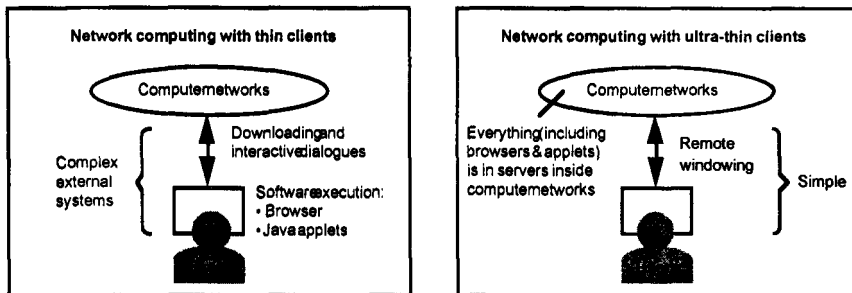 Network computing with thin clients
Computernetworks
Complex
external
systems
Downloadingand
interactivedialogues
Softwareexecution:
• Browser
• Javaapplets
Network computing with ultra-thin clients
Computernetworks
Everything(including
browsers & applets)
is in servers inside
computernetworks
Remote
windowing
Simple